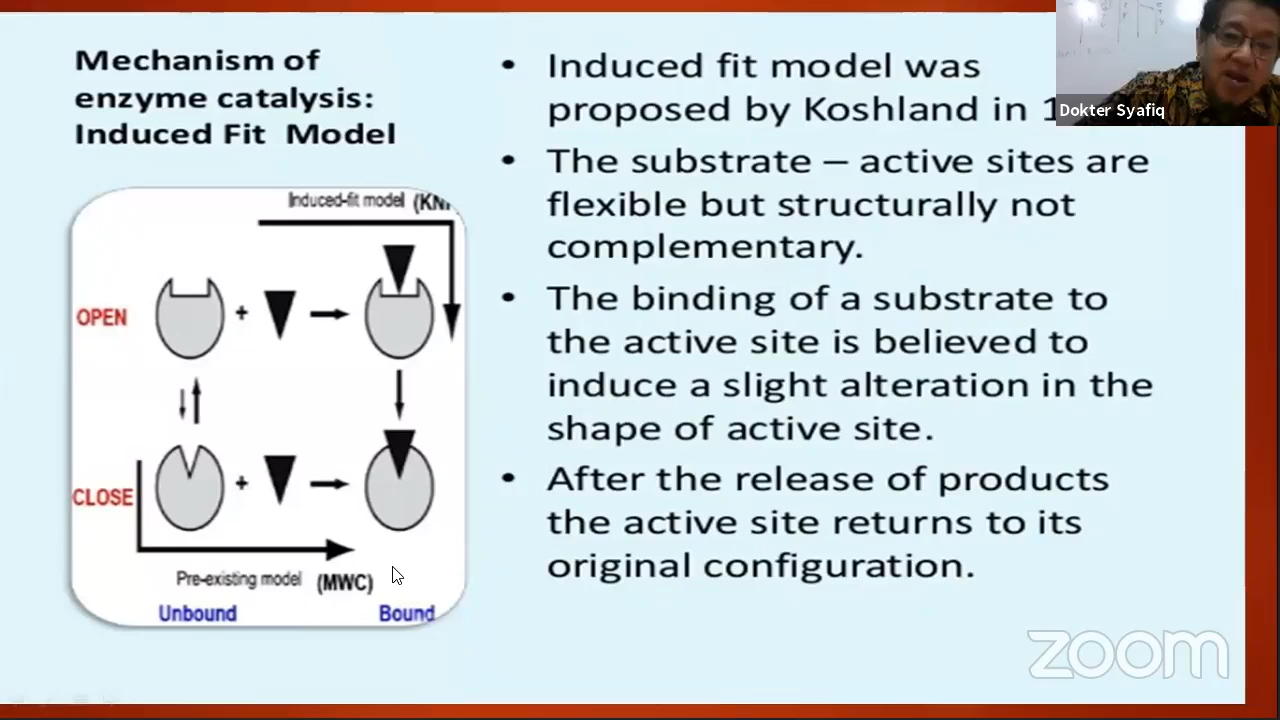 Mechanism of
enzyme catalysis:
Induced Fit Model
Induced-fit model
OPEN
+
CLOSE
+
Pre-existing model (MWC)
Unbound
Bound
• Induced fit model was
proposed by Koshland in
• The substrate – active sites are
flexible but structurally not
complementary.
• The binding of a substrate to
the active site is believed to
induce a slight alteration in the
shape of active site.
• After the release of products
the active site returns to its
original configuration.
Dokter Syafiq
zoom